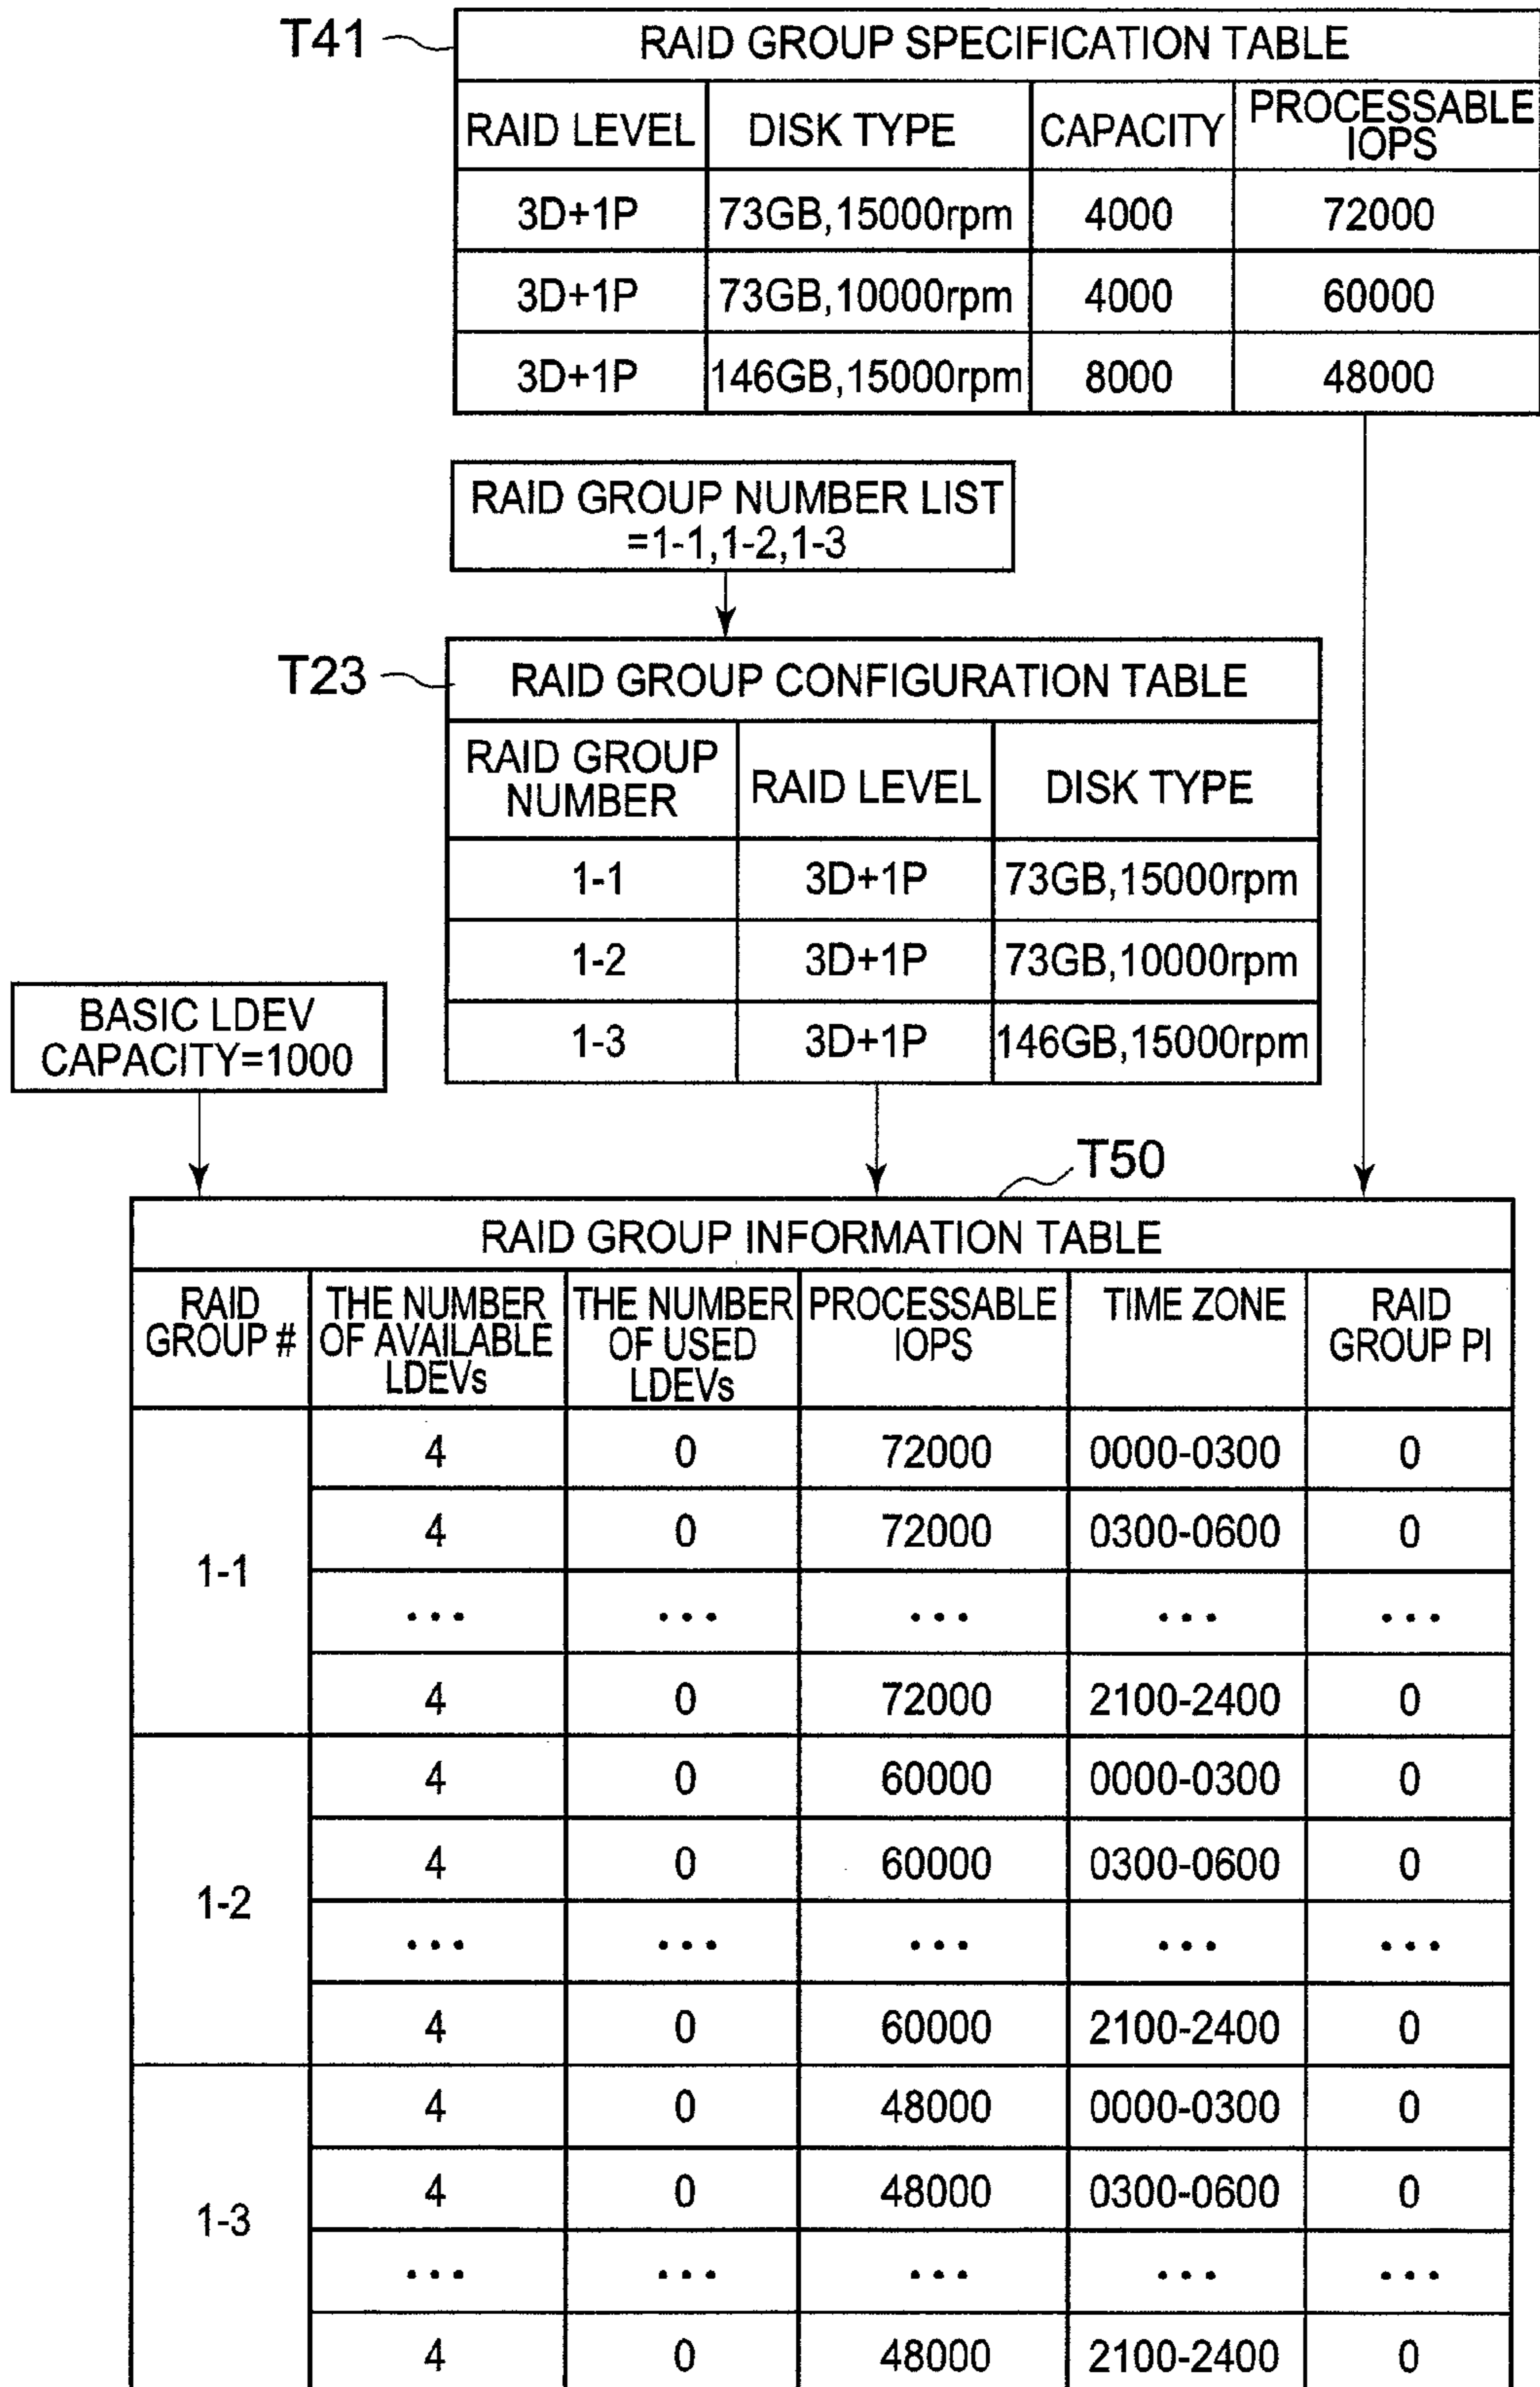 T41
RAID GROUP SPECIFICATION TABLE
RAID LEVEL DISK TYPE CAPACITY PROCESSABLE IOPS
3D+1P 73GB,15000rpm 4000 72000
3D+1P 73GB,10000rpm 4000 60000
3D+1P 146GB,15000rpm 8000 48000
RAID GROUP NUMBER LIST
=1-1,1-2,1-3
T23
RAID GROUP CONFIGURATION TABLE
RAID GROUP NUMBER RAID LEVEL DISK TYPE
1-1 3D+1P 73GB,15000rpm
1-2 3D+1P 73GB,10000rpm
1-3 3D+1P 146GB,15000rpm
BASIC LDEV
CAPACITY=1000
T50
RAID GROUP INFORMATION TABLE
RAID GROUP # THE NUMBER OF AVAILABLE LDEVs THE NUMBER OF USED LDEVs PROCESSABLE IOPS TIME ZONE RAID GROUP PI
1-1
4 0 72000 0000-0300 0
4 0 72000 0300-0600 0
... ... ... ... ...
4 0 72000 2100-2400 0
1-2
4 0 60000 0000-0300 0
4 0 60000 0300-0600 0
... ... ... ... ...
4 0 60000 2100-2400 0
1-3
4 0 48000 0000-0300 0
4 0 48000 0300-0600 0
... ... ... ... ...
4 0 48000 2100-2400 0